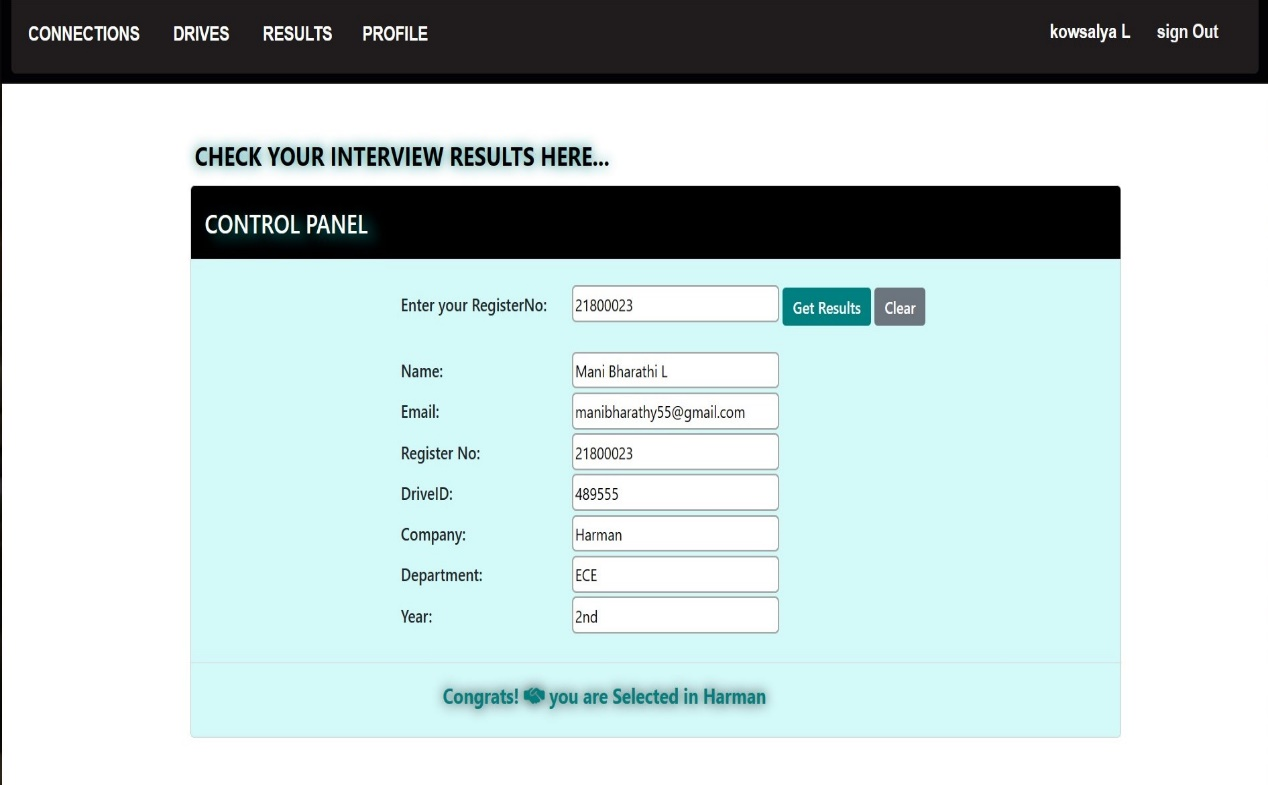 CONNECTIONS DRIVES RESULTS PROFILE kowsalya L sign Out
CHECK YOUR INTERVIEW RESULTS HERE...
CONTROL PANEL
Enter your RegisterNo: 21800023 Get Results Clear
Name: Mani Bharathi L
Email: manibharathy55@gmail.com
Register No: 21800023
DriveID: 489555
Company: Harman
Department: ECE
Year: 2nd
Congrats! you are Selected in Harman